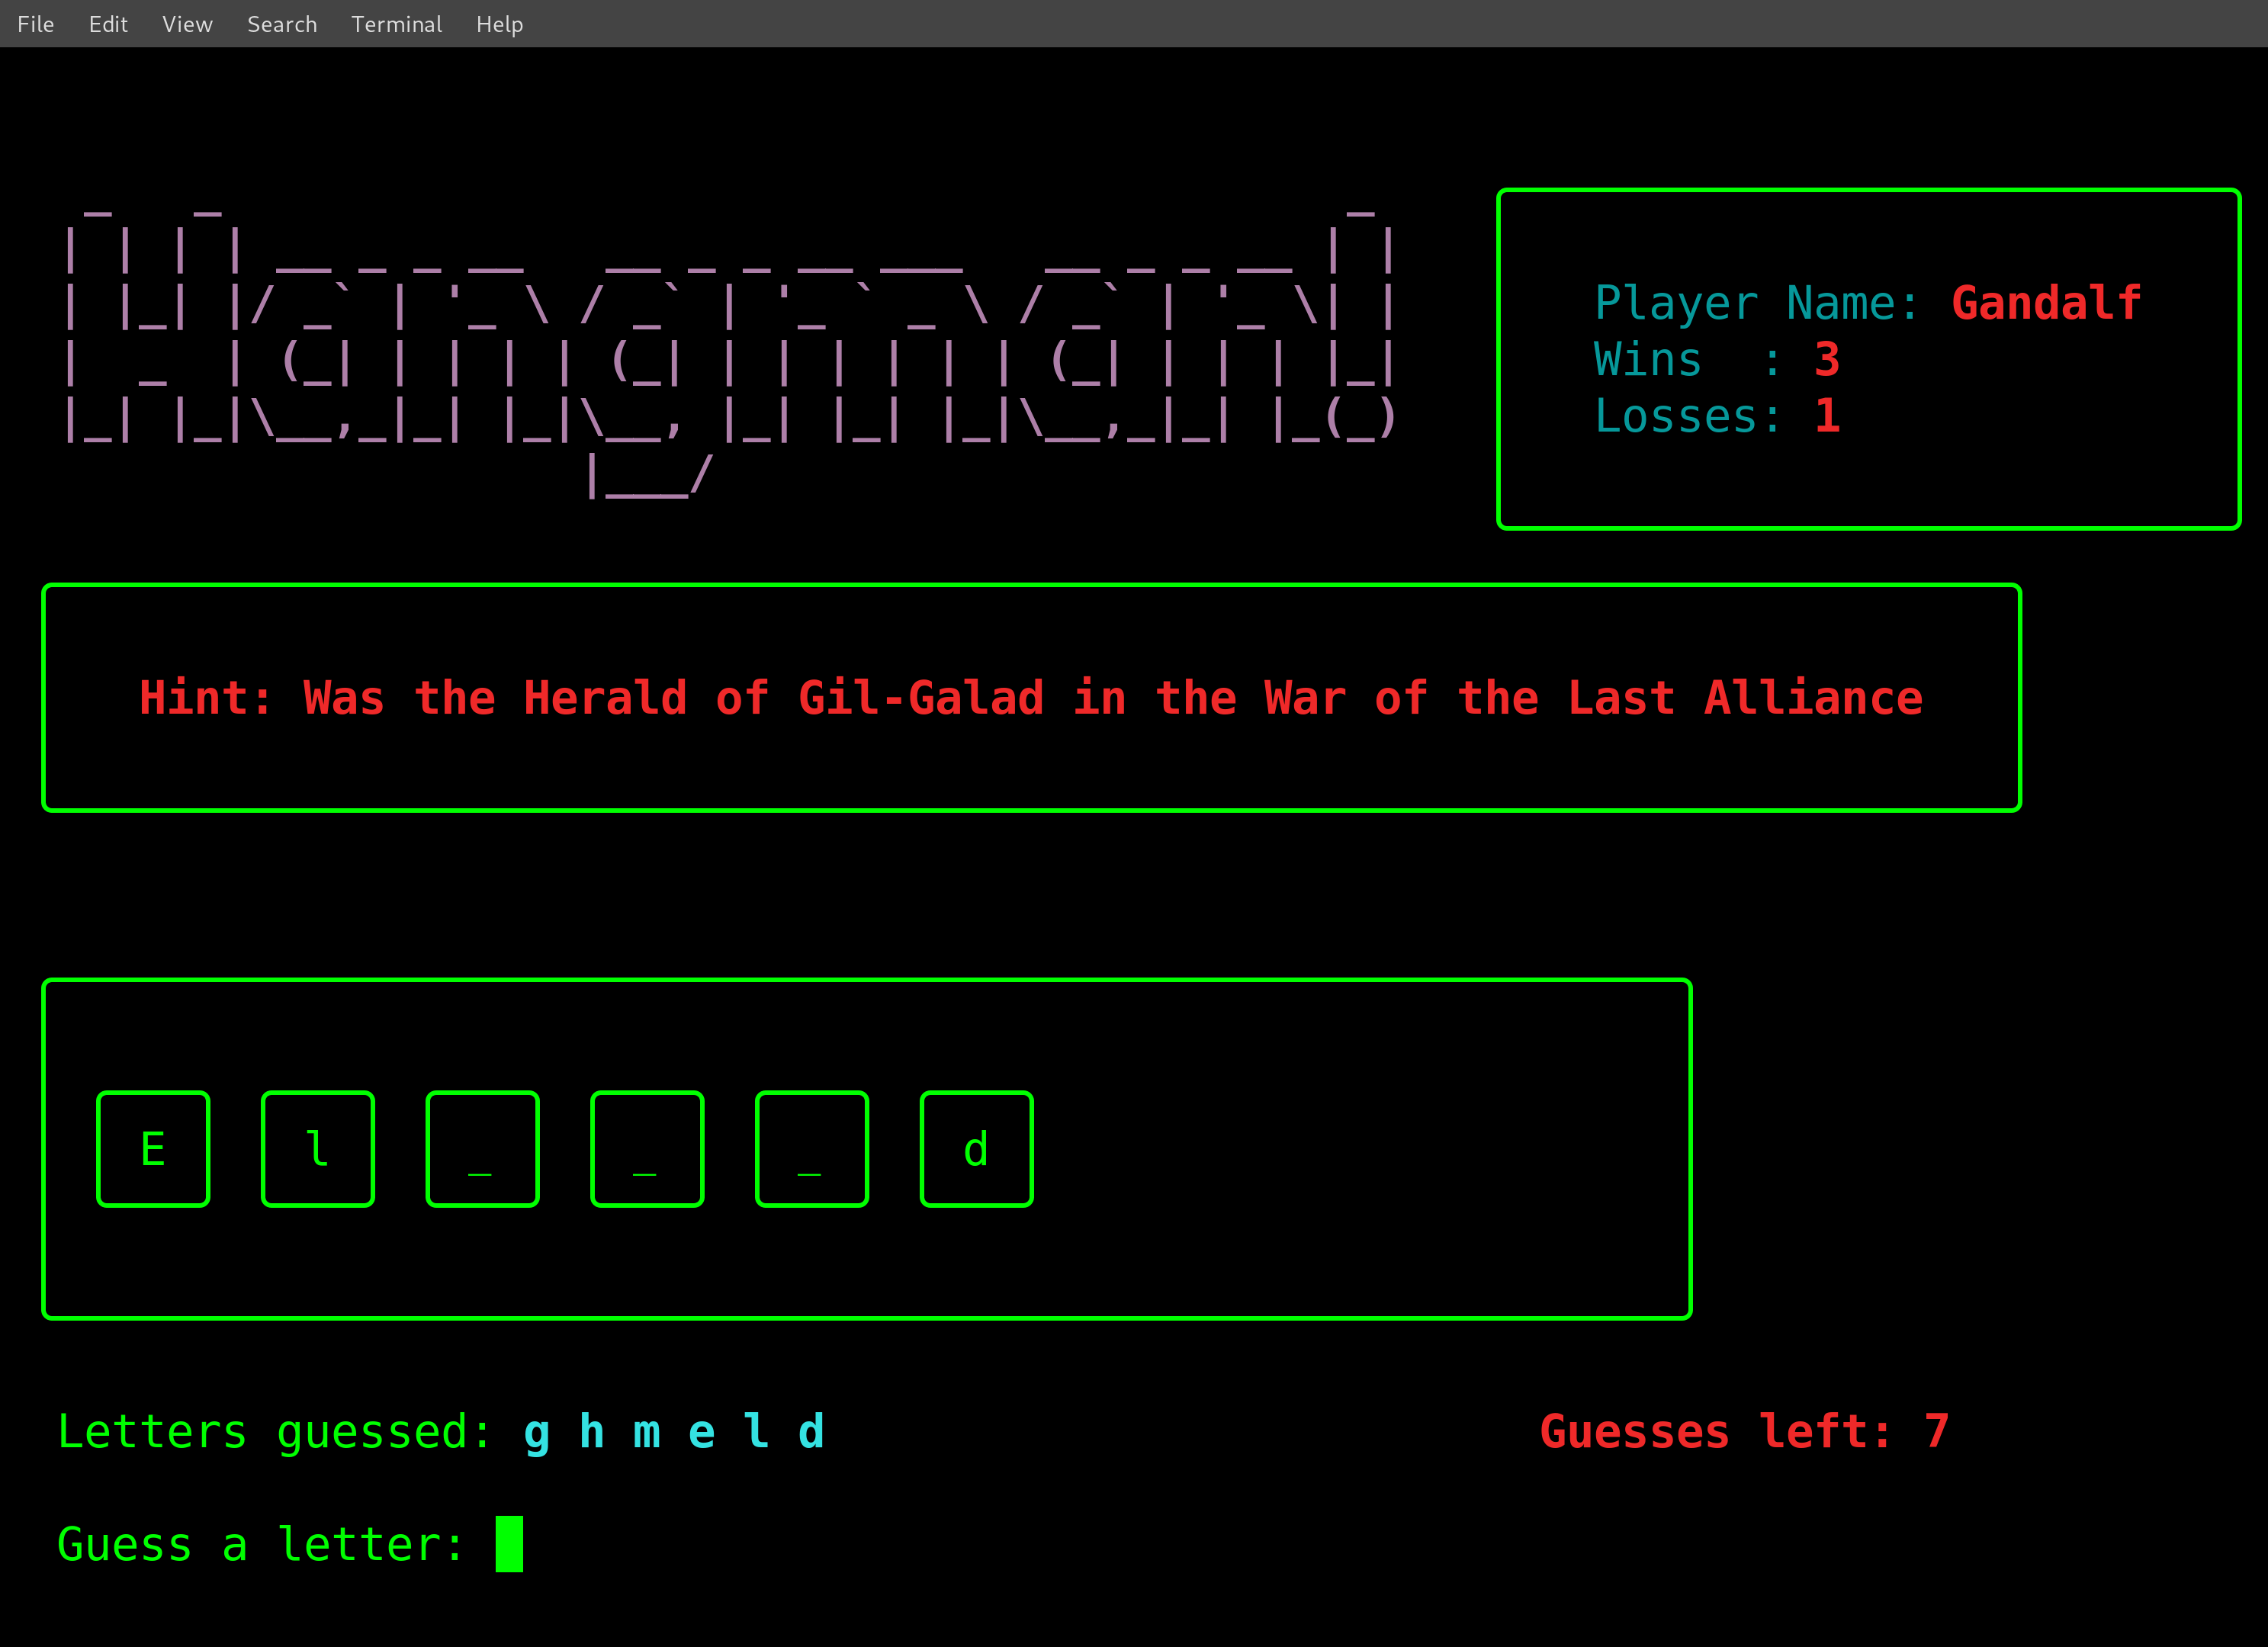 File Edit View Search Terminal Help
Hangman!
Player Name: Gandalf
Wins : 3
Losses: 1
Hint: Was the Herald of Gil-Galad in the War of the Last Alliance
E l _ _ _ d
Letters guessed: g h m e l d
Guesses left: 7
Guess a letter: